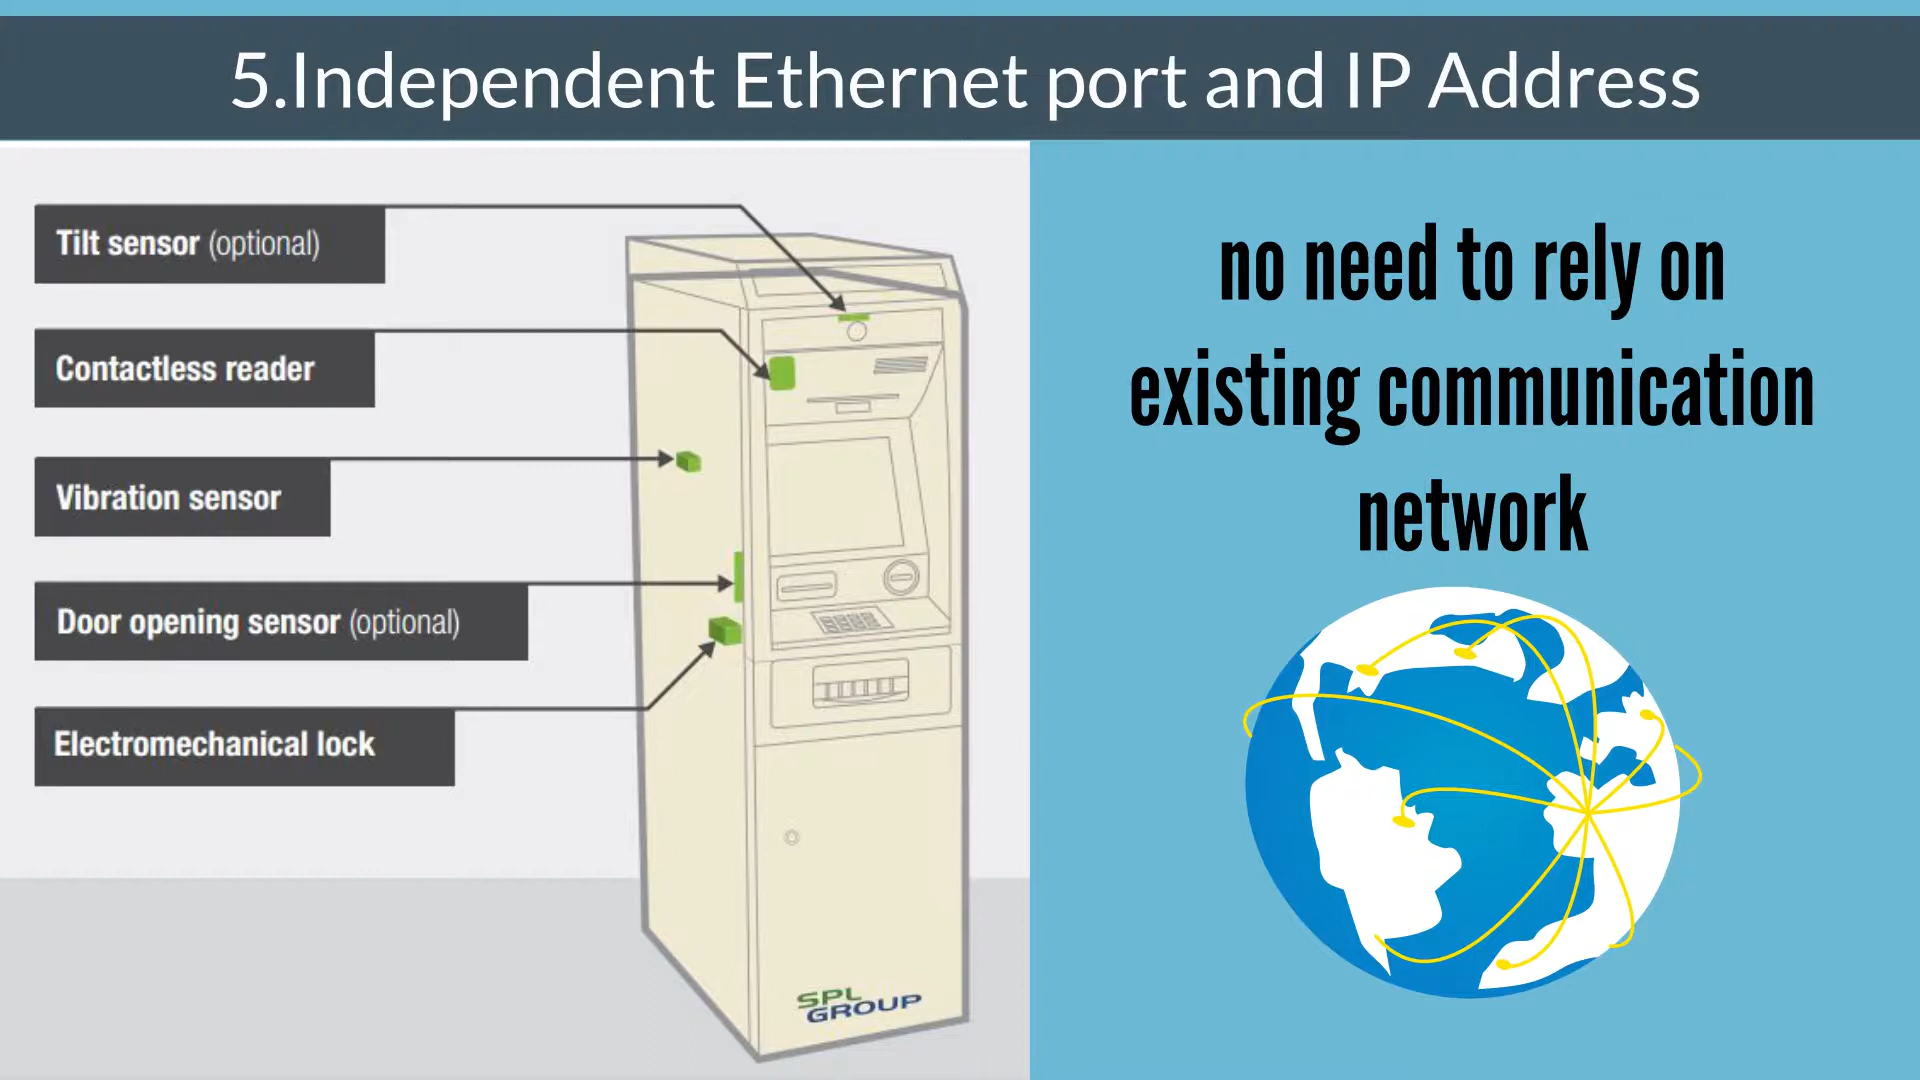 5.Independent Ethernet port and IP Address
Tilt sensor (optional)
Contactless reader
Vibration sensor
Door opening sensor (optional)
Electromechanical lock
SPL
GROUP
no need to rely on
existing communication
network